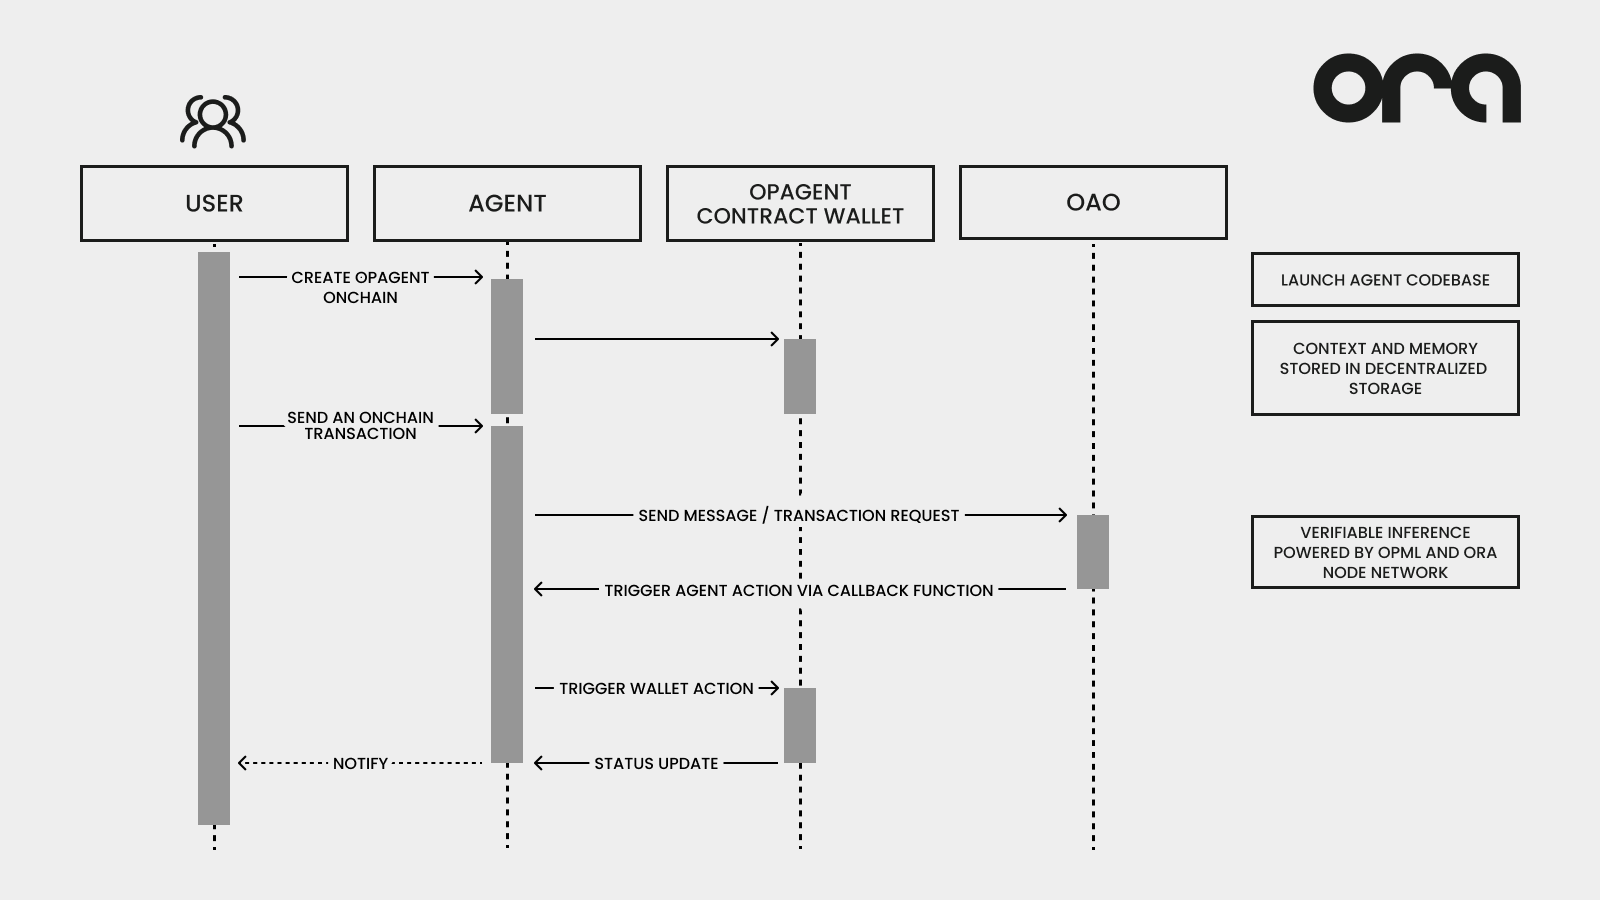 ora
USER
AGENT
OPAGENT
CONTRACT WALLET
OAO
CREATE OPAGENT
ONCHAIN
LAUNCH AGENT CODEBASE
CONTEXT AND MEMORY
STORED IN DECENTRALIZED
STORAGE
SEND AN ONCHAIN
TRANSACTION
SEND MESSAGE / TRANSACTION REQUEST
VERIFIABLE INFERENCE
POWERED BY OPML AND ORA
NODE NETWORK
TRIGGER AGENT ACTION VIA CALLBACK FUNCTION
TRIGGER WALLET ACTION
NOTIFY
STATUS UPDATE